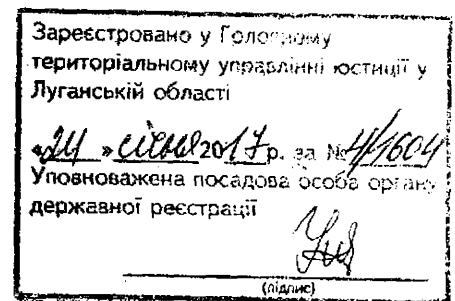 Зареєстровано у Головному
територіальному управлінні юстиції у
Луганській області
«24» січня 2017 р. за № 4/1604
Уповноважена посадова особа органу
державної реєстрації
(підпис)